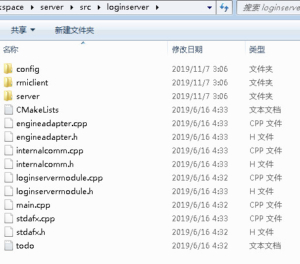 kspace ▸ server ▸ src ▸ loginserver ▸ 搜索 loginserve
共享 ▼ 新建文件夹
名称 修改日期 类型
config 2019/11/7 3:06 文件夹
rmiclient 2019/11/7 3:06 文件夹
server 2019/11/7 3:06 文件夹
CMakeLists 2019/6/16 4:33 文本文档
engineadapter.cpp 2019/6/16 4:33 CPP 文件
engineadapter.h 2019/6/16 4:33 H 文件
internalcomm.cpp 2019/6/16 4:33 CPP 文件
internalcomm.h 2019/6/16 4:33 H 文件
loginservermodule.cpp 2019/6/16 4:32 CPP 文件
loginservermodule.h 2019/6/16 4:32 H 文件
main.cpp 2019/6/16 4:32 CPP 文件
stdafx.cpp 2019/6/16 4:33 CPP 文件
stdafx.h 2019/6/16 4:32 H 文件
todo 2019/6/16 4:32 文本文档